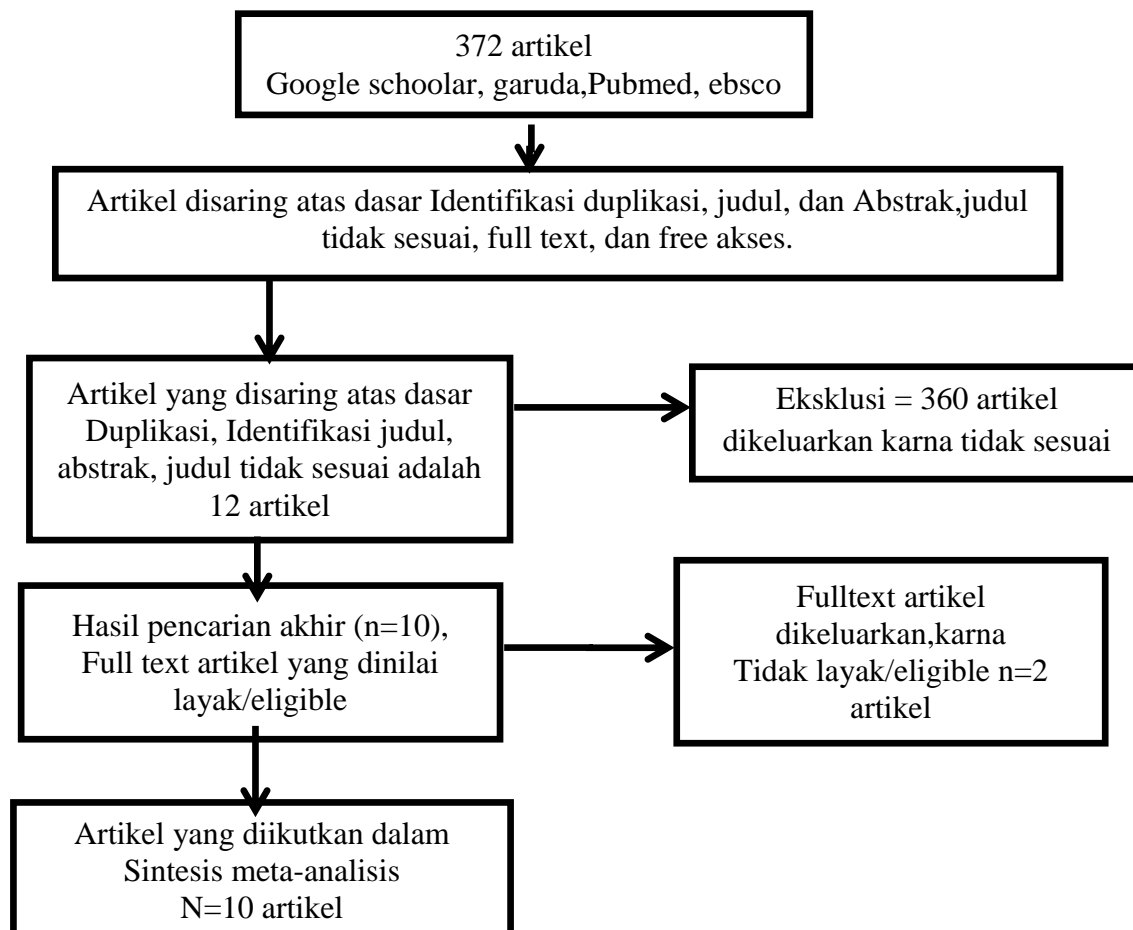 372 artikel
Google schoolar, garuda,Pubmed, ebsco
Artikel disaring atas dasar Identifikasi duplikasi, judul, dan Abstrak,judul
tidak sesuai, full text, dan free akses.
Artikel yang disaring atas dasar
Duplikasi, Identifikasi judul,
abstrak, judul tidak sesuai adalah
12 artikel
Eksklusi = 360 artikel
dikeluarkan karna tidak sesuai
Hasil pencarian akhir (n=10),
Full text artikel yang dinilai
layak/eligible
Fulltext artikel
dikeluarkan,karna
Tidak layak/eligible n=2
artikel
Artikel yang diikutkan dalam
Sintesis meta-analisis
N=10 artikel